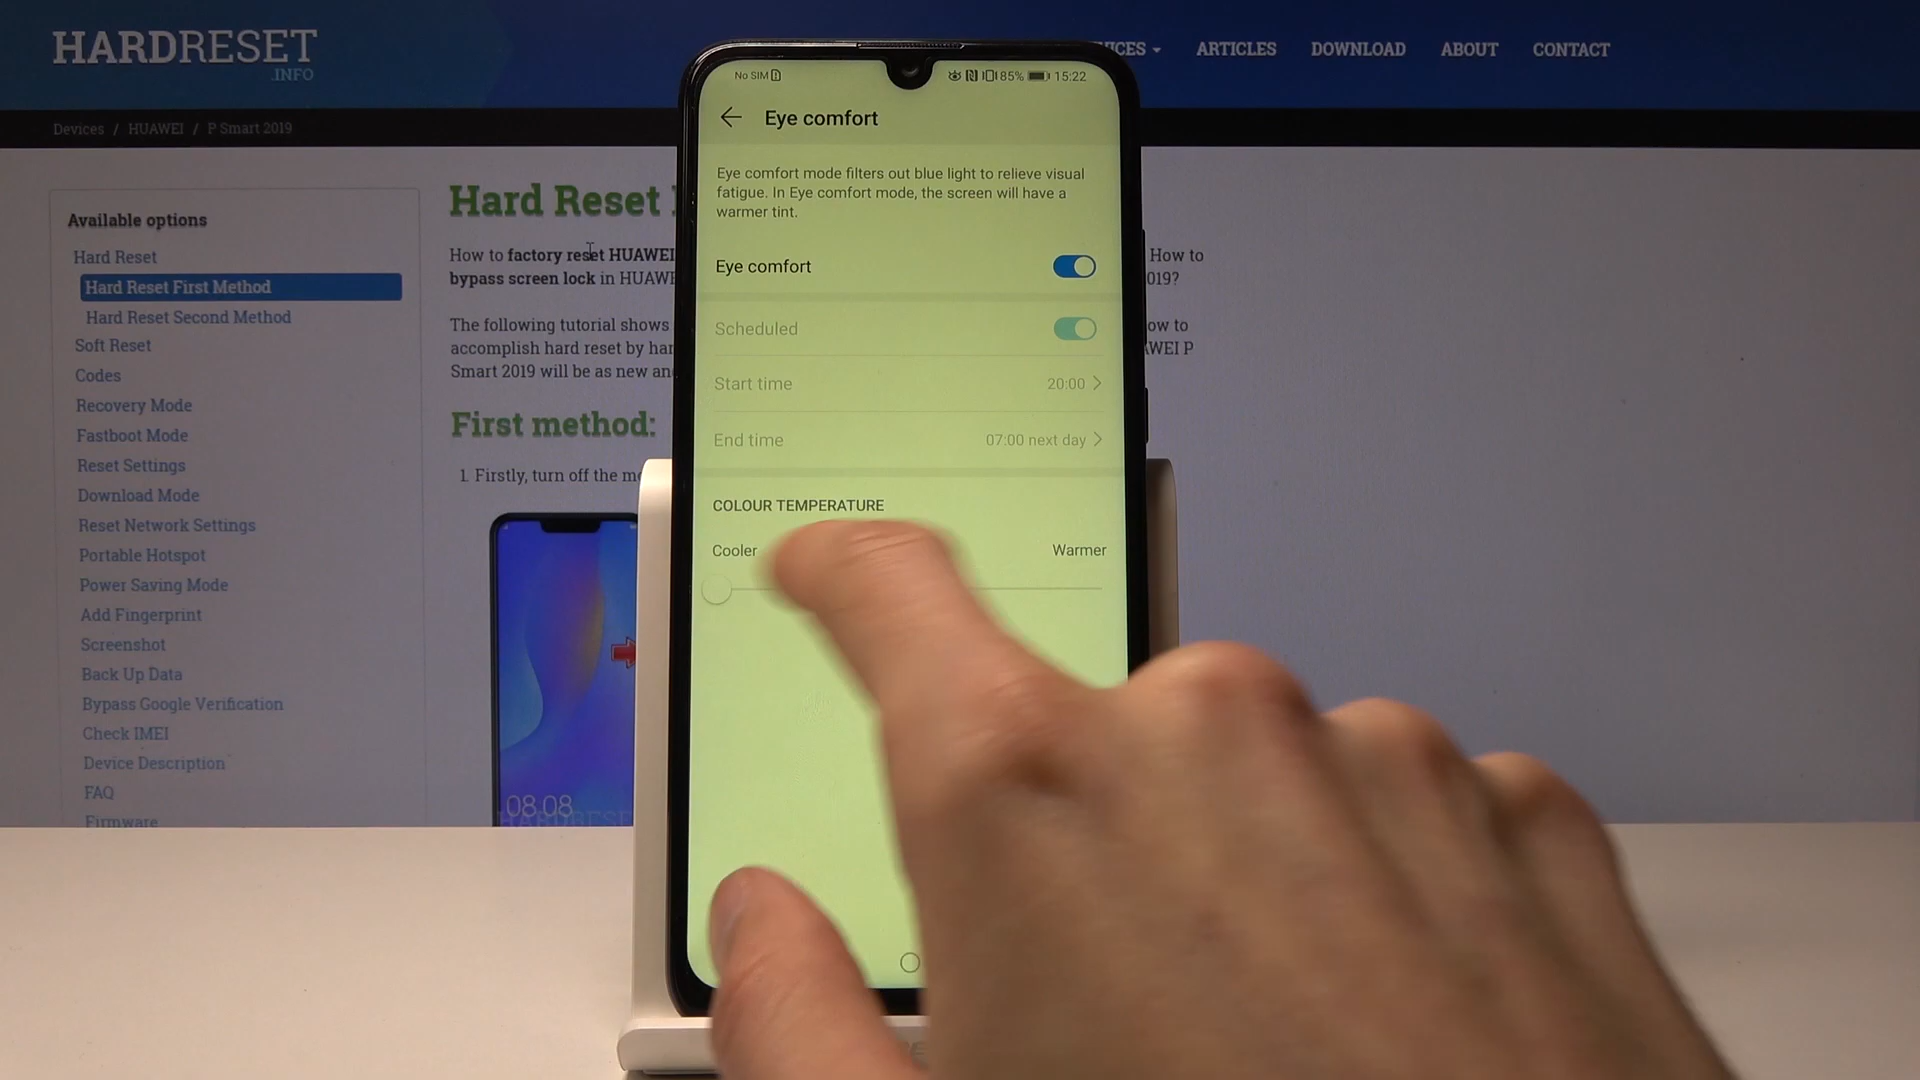 HARDRESET
.INFO
ARTICLES
DOWNLOAD
ABOUT
CONTACT
Devices / HUAWEI / P Smart 2019
Available options
Hard Reset
Hard Reset First Method
Hard Reset Second Method
Soft Reset
Codes
Recovery Mode
Fastboot Mode
Reset Settings
Download Mode
Reset Network Settings
Portable Hotspot
Power Saving Mode
Add Fingerprint
Screenshot
Back Up Data
Bypass Google Verification
Check IMEI
Device Description
FAQ
Firmware
Hard Reset
How to factory reset HUAWEI
How to
bypass screen lock in HUAW
019?
The following tutorial shows
ow to
accomplish hard reset by har
WEI P
Smart 2019 will be as new an
First method:
1. Firstly, turn off the m
08:08
No SIM
85%
15:22
Eye comfort
Eye comfort mode filters out blue light to relieve visual
fatigue. In Eye comfort mode, the screen will have a
warmer tint.
Eye comfort
Scheduled
Start time
20:00
End time
07:00 next day
COLOUR TEMPERATURE
Cooler
Warmer